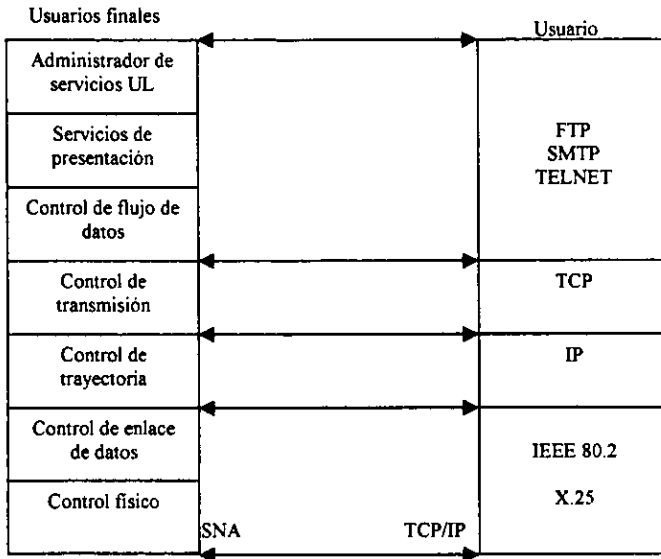 Usuarios finales
Usuario
Administrador de
servicios UL
Servicios de
presentación
Control de flujo de
datos
FTP
SMTP
TELNET
Control de
transmisión
TCP
Control de
trayectoria
IP
Control de enlace
de datos
IEEE 80.2
Control físico
X.25
SNA
TCP/IP